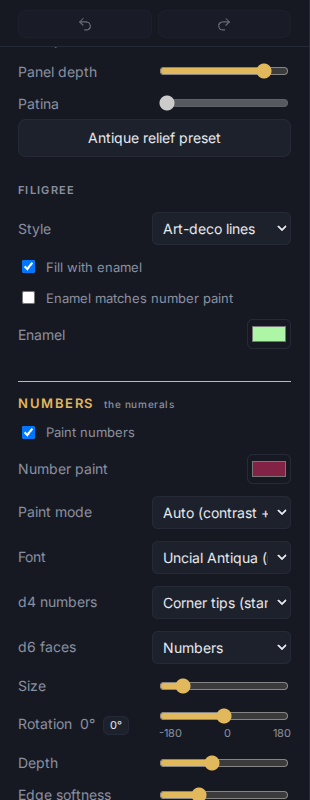 Panel depth
Patina
Antique relief preset
FILIGREE
Style Art-deco lines
Fill with enamel
Enamel matches number paint
Enamel
NUMBERS the numerals
Paint numbers
Number paint
Paint mode Auto (contrast +
Font Uncial Antiqua (
d4 numbers Corner tips (stan
d6 faces Numbers
Size
Rotation 0° 0°
-180 0 180
Depth
Edge softness